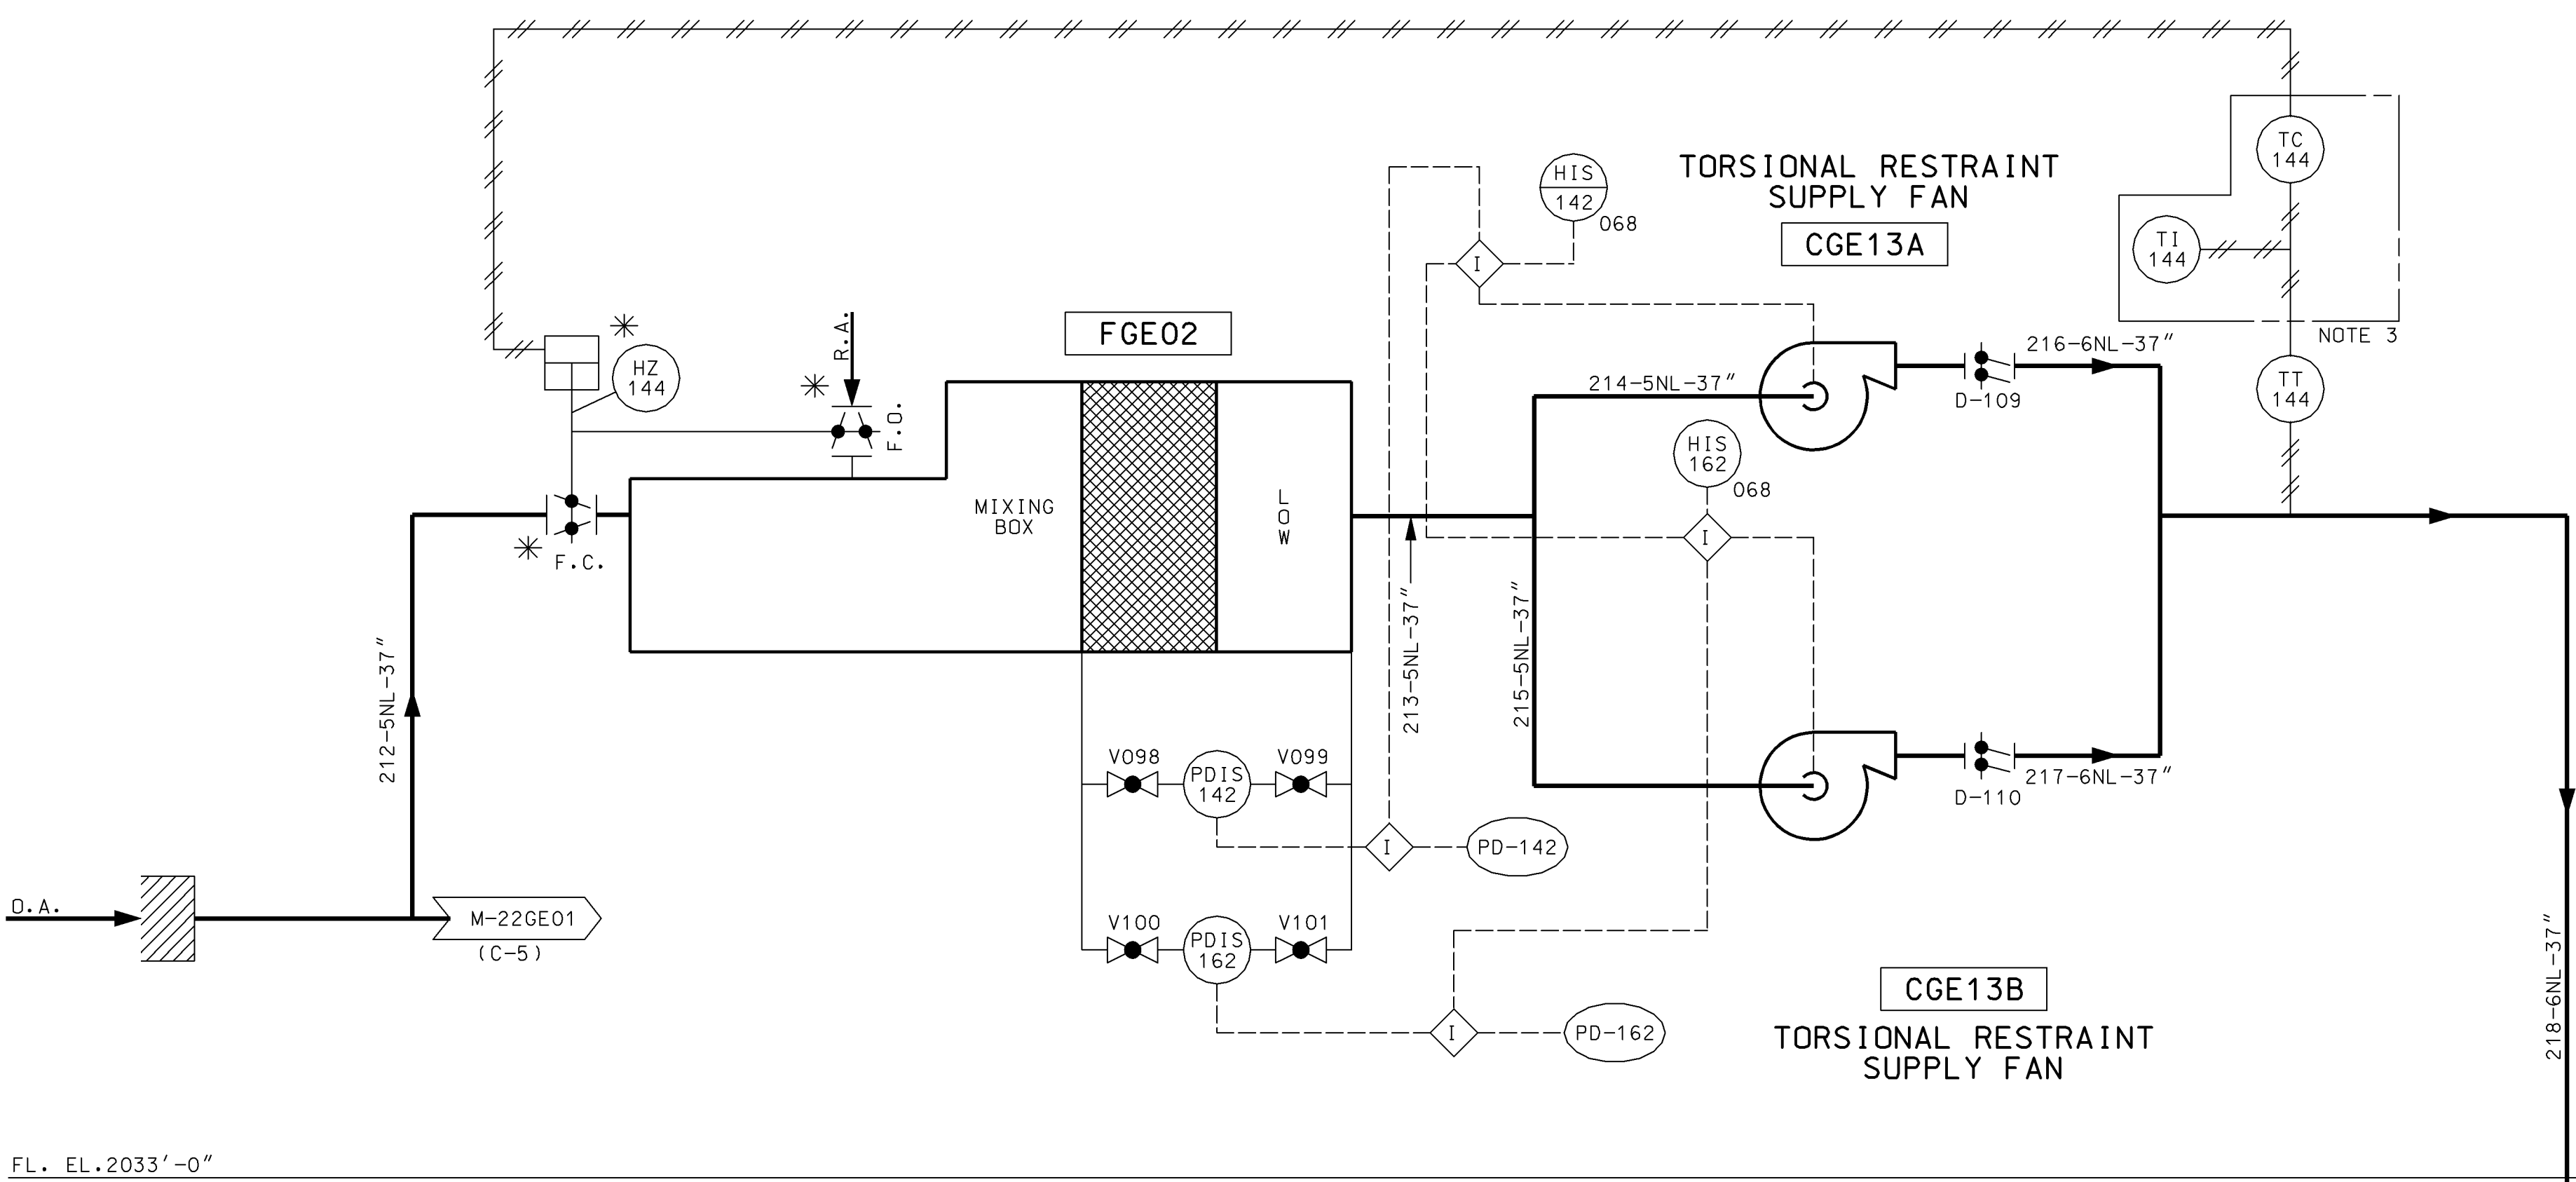 TC
144
TORSIONAL RESTRAINT
SUPPLY FAN
HIS
142
068
CGE13A
TI
144
NOTE 3
HZ
144
R.A.
F.O.
FGE02
216-6NL-37"
214-5NL-37"
D-109
TT
144
HIS
162
068
I
MIXING
BOX
LOW
F.C.
I
212-5NL-37"
213-5NL-37"
215-5NL-37"
V098
PDIS
142
V099
I
PD-142
217-6NL-37"
D-110
O.A.
M-22GE01
(C-5)
V100
PDIS
162
V101
I
PD-162
CGE13B
TORSIONAL RESTRAINT
SUPPLY FAN
218-6NL-37"
FL. EL.2033'-0"